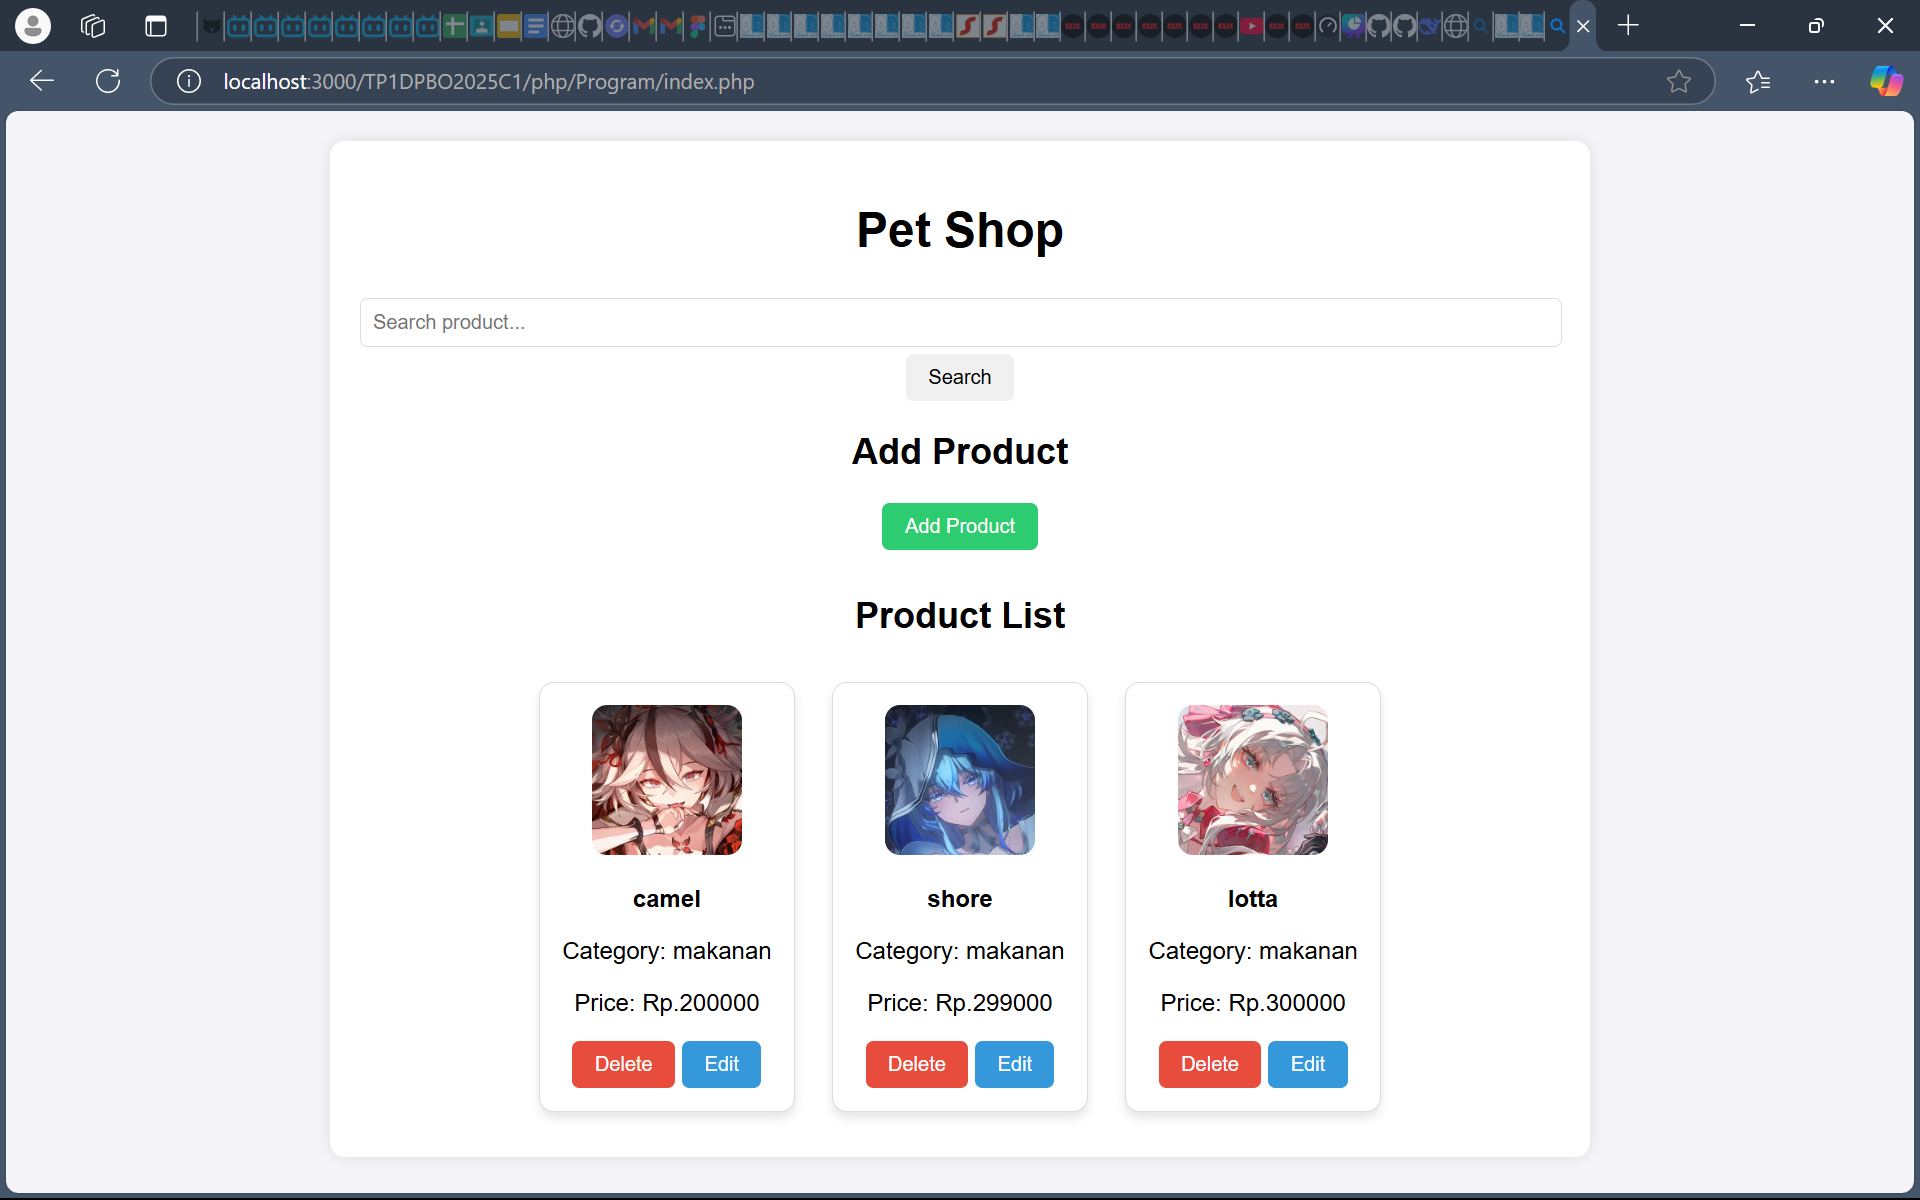 localhost:3000/TP1DPBO2025C1/php/Program/index.php
Pet Shop
Search product...
Search
Add Product
Add Product
Product List
camel
Category: makanan
Price: Rp.200000
Delete Edit
shore
Category: makanan
Price: Rp.299000
Delete Edit
lotta
Category: makanan
Price: Rp.300000
Delete Edit